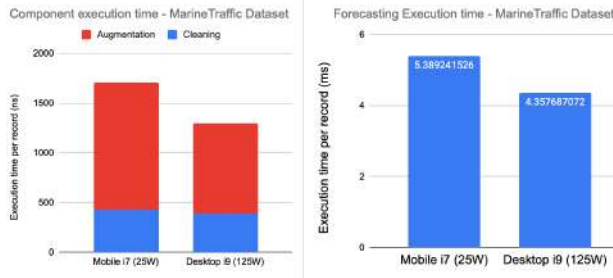 Component execution time - MarineTraffic Dataset
Augmentation Cleaning
Execution time per record (ms)
2000
1500
1000
500
0
Mobile i7 (25W) Desktop i9 (125W)
Forecasting Execution time - MarineTraffic Dataset
Execution time per record (ms)
6
4
2
0
5.389241526
4.357687072
Mobile i7 (25W) Desktop i9 (125W)